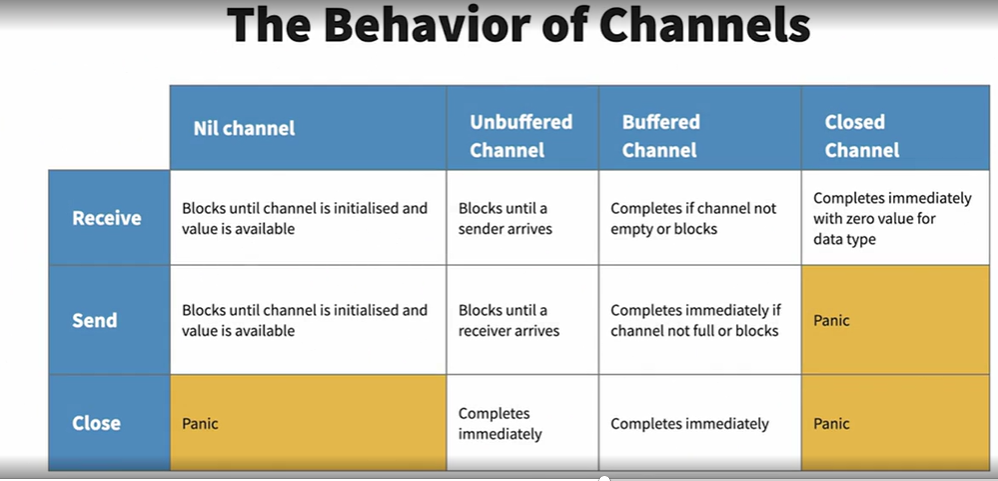 The Behavior of Channels
Nil channel
Unbuffered
Channel
Buffered
Channel
Closed
Channel
Receive
Blocks until channel is initialised and
value is available
Blocks until a
sender arrives
Completes if channel not
empty or blocks
Completes immediately
with zero value for
data type
Send
Blocks until channel is initialised and
value is available
Blocks until a
receiver arrives
Completes immediately if
channel not full or blocks
Panic
Close
Panic
Completes
immediately
Completes immediately
Panic